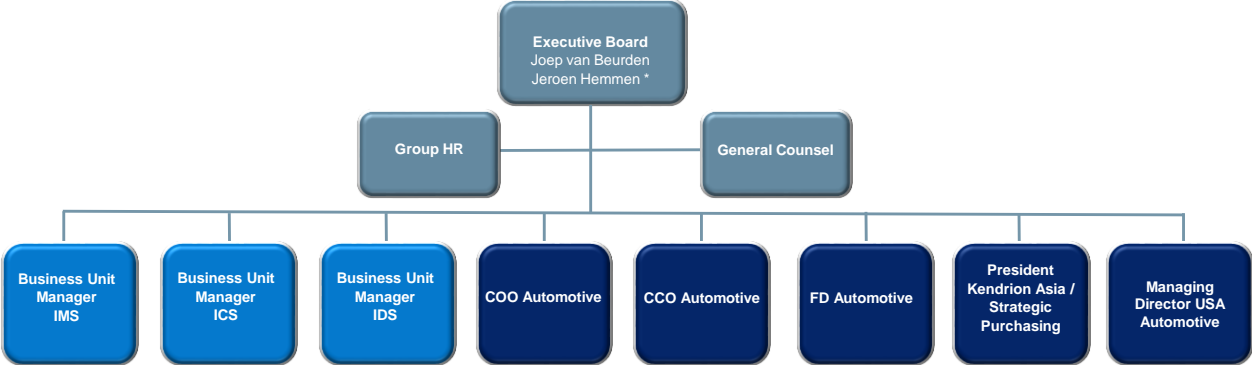 Executive Board
Joep van Beurden
Jeroen Hemmen *
Group HR
General Counsel
Business Unit
Manager
IMS
Business Unit
Manager
ICS
Business Unit
Manager
IDS
COO Automotive
CCO Automotive
FD Automotive
President
Kendrion Asia /
Strategic
Purchasing
Managing
Director USA
Automotive